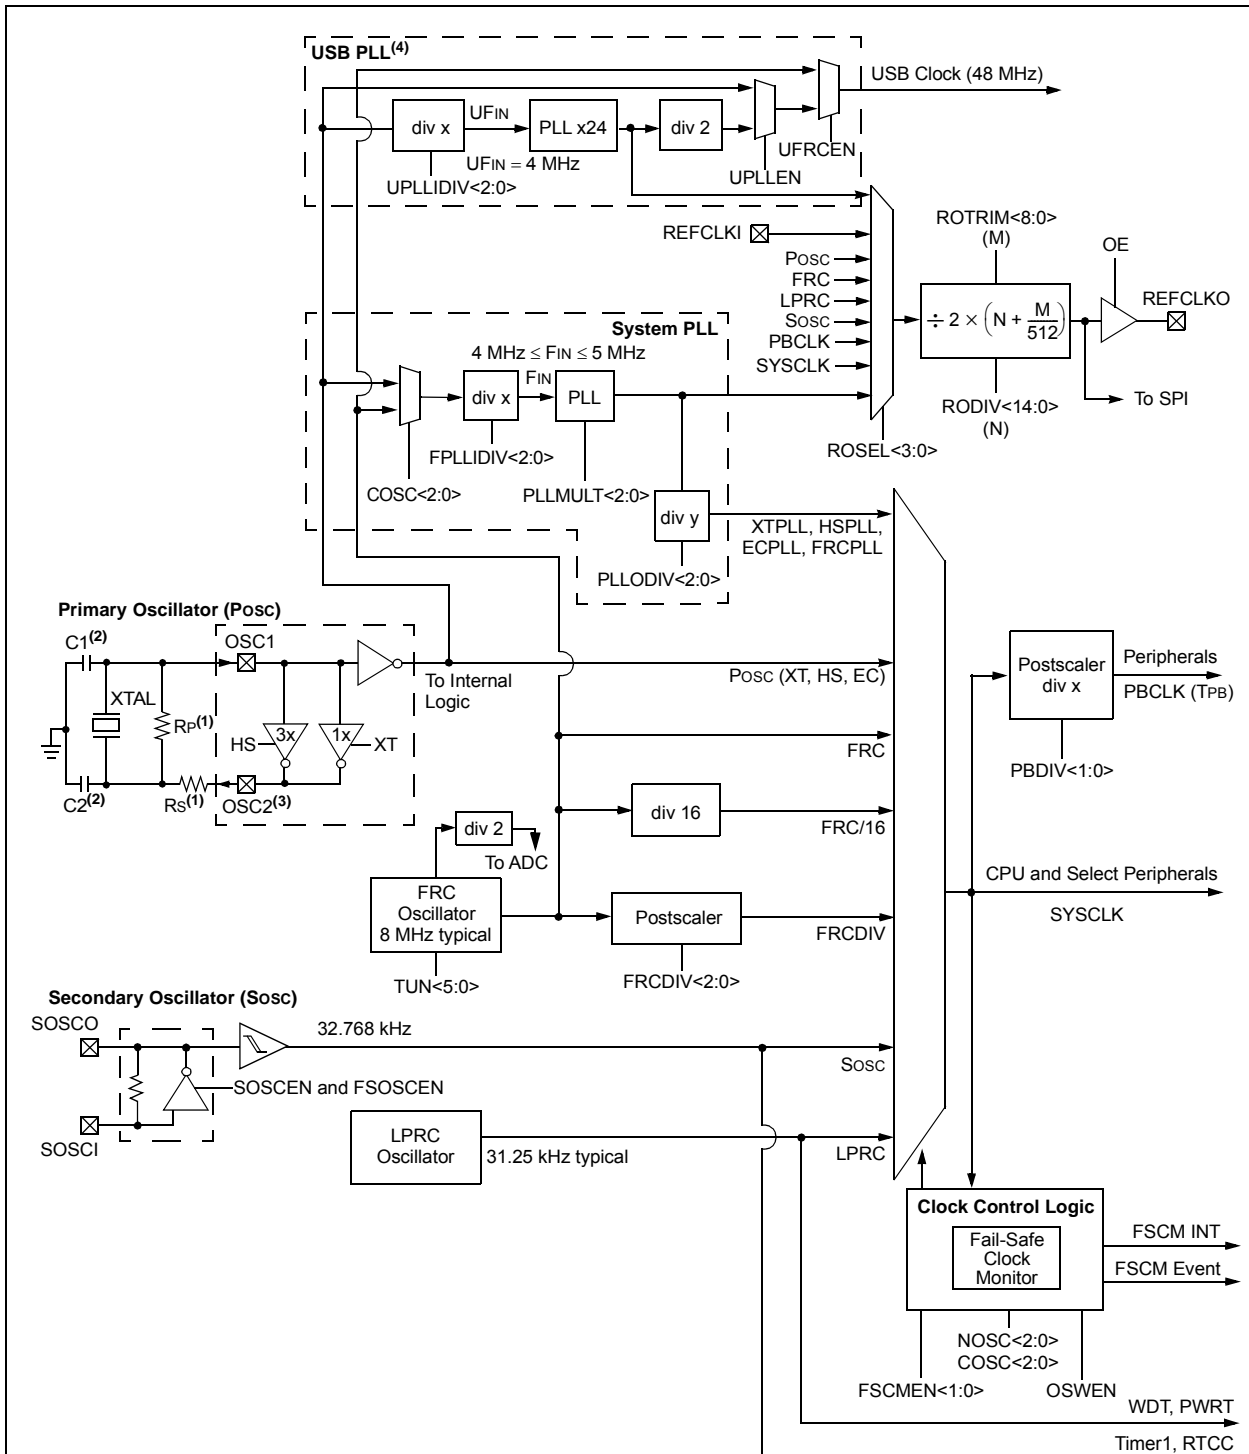 USB PLL(4)
USB Clock (48 MHz)
div x
UFIN
PLL x24
div 2
UFIN = 4 MHz
UFRCEN
UPLLEN
UPLLIDIV<2:0>
REFCLKI
POSC
FRC
LPRC
SOSC
PBCLK
SYSCLK
ROTRIM<8:0>
(M)
OE
REFCLKO
÷ 2 × (N + M/512)
To SPI
RODIV<14:0>
(N)
ROSEL<3:0>
System PLL
4 MHz ≤ FIN ≤ 5 MHz
FIN
div x
PLL
FPLLIDIV<2:0>
COSC<2:0>
PLLMULT<2:0>
div y
PLLODIV<2:0>
XTPLL, HSPLL,
ECPLL, FRCPLL
Primary Oscillator (POSC)
C1(2)
OSC1
XTAL
RP(1)
3x
1x
HS
XT
C2(2)
RS(1)
OSC2(3)
To Internal
Logic
POSC (XT, HS, EC)
Postscaler
div x
Peripherals
PBCLK (TPB)
PBDIV<1:0>
FRC
div 16
FRC/16
div 2
To ADC
FRC
Oscillator
8 MHz typical
TUN<5:0>
Postscaler
FRCDIV
FRCDIV<2:0>
CPU and Select Peripherals
SYSCLK
Secondary Oscillator (SOSC)
SOSCO
32.768 kHz
SOSC
SOSCEN and FSOSCEN
SOSCI
LPRC
Oscillator
31.25 kHz typical
LPRC
Clock Control Logic
Fail-Safe
Clock
Monitor
FSCM INT
FSCM Event
NOSC<2:0>
COSC<2:0>
FSCMEN<1:0>
OSWEN
WDT, PWRT
Timer1, RTCC